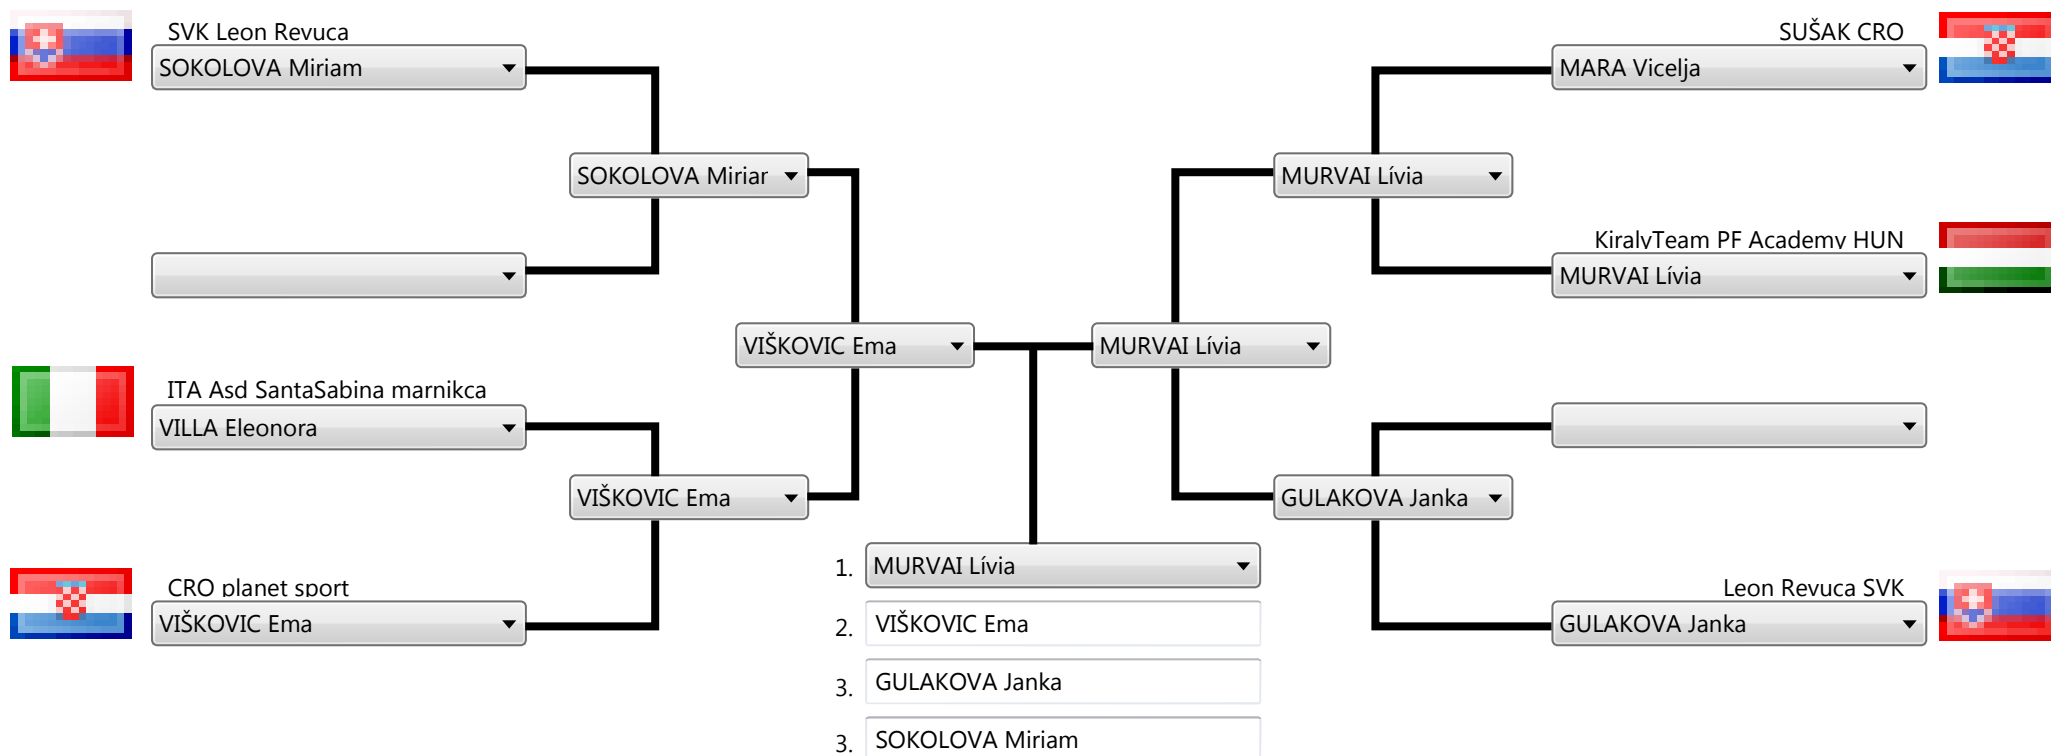 SVK Leon Revuca
SOKOLOVA Miriam
SUŠAK CRO
MARA Vicelja
SOKOLOVA Miriar
MURVAI Lívia
KiralyTeam PF Academy HUN
MURVAI Lívia
VIŠKOVIC Ema
MURVAI Lívia
ITA Asd SantaSabina marnikca
VILLA Eleonora
VIŠKOVIC Ema
GULAKOVA Janka
CRO planet sport
VIŠKOVIC Ema
Leon Revuca SVK
GULAKOVA Janka
1. MURVAI Lívia
2. VIŠKOVIC Ema
3. GULAKOVA Janka
3. SOKOLOVA Miriam